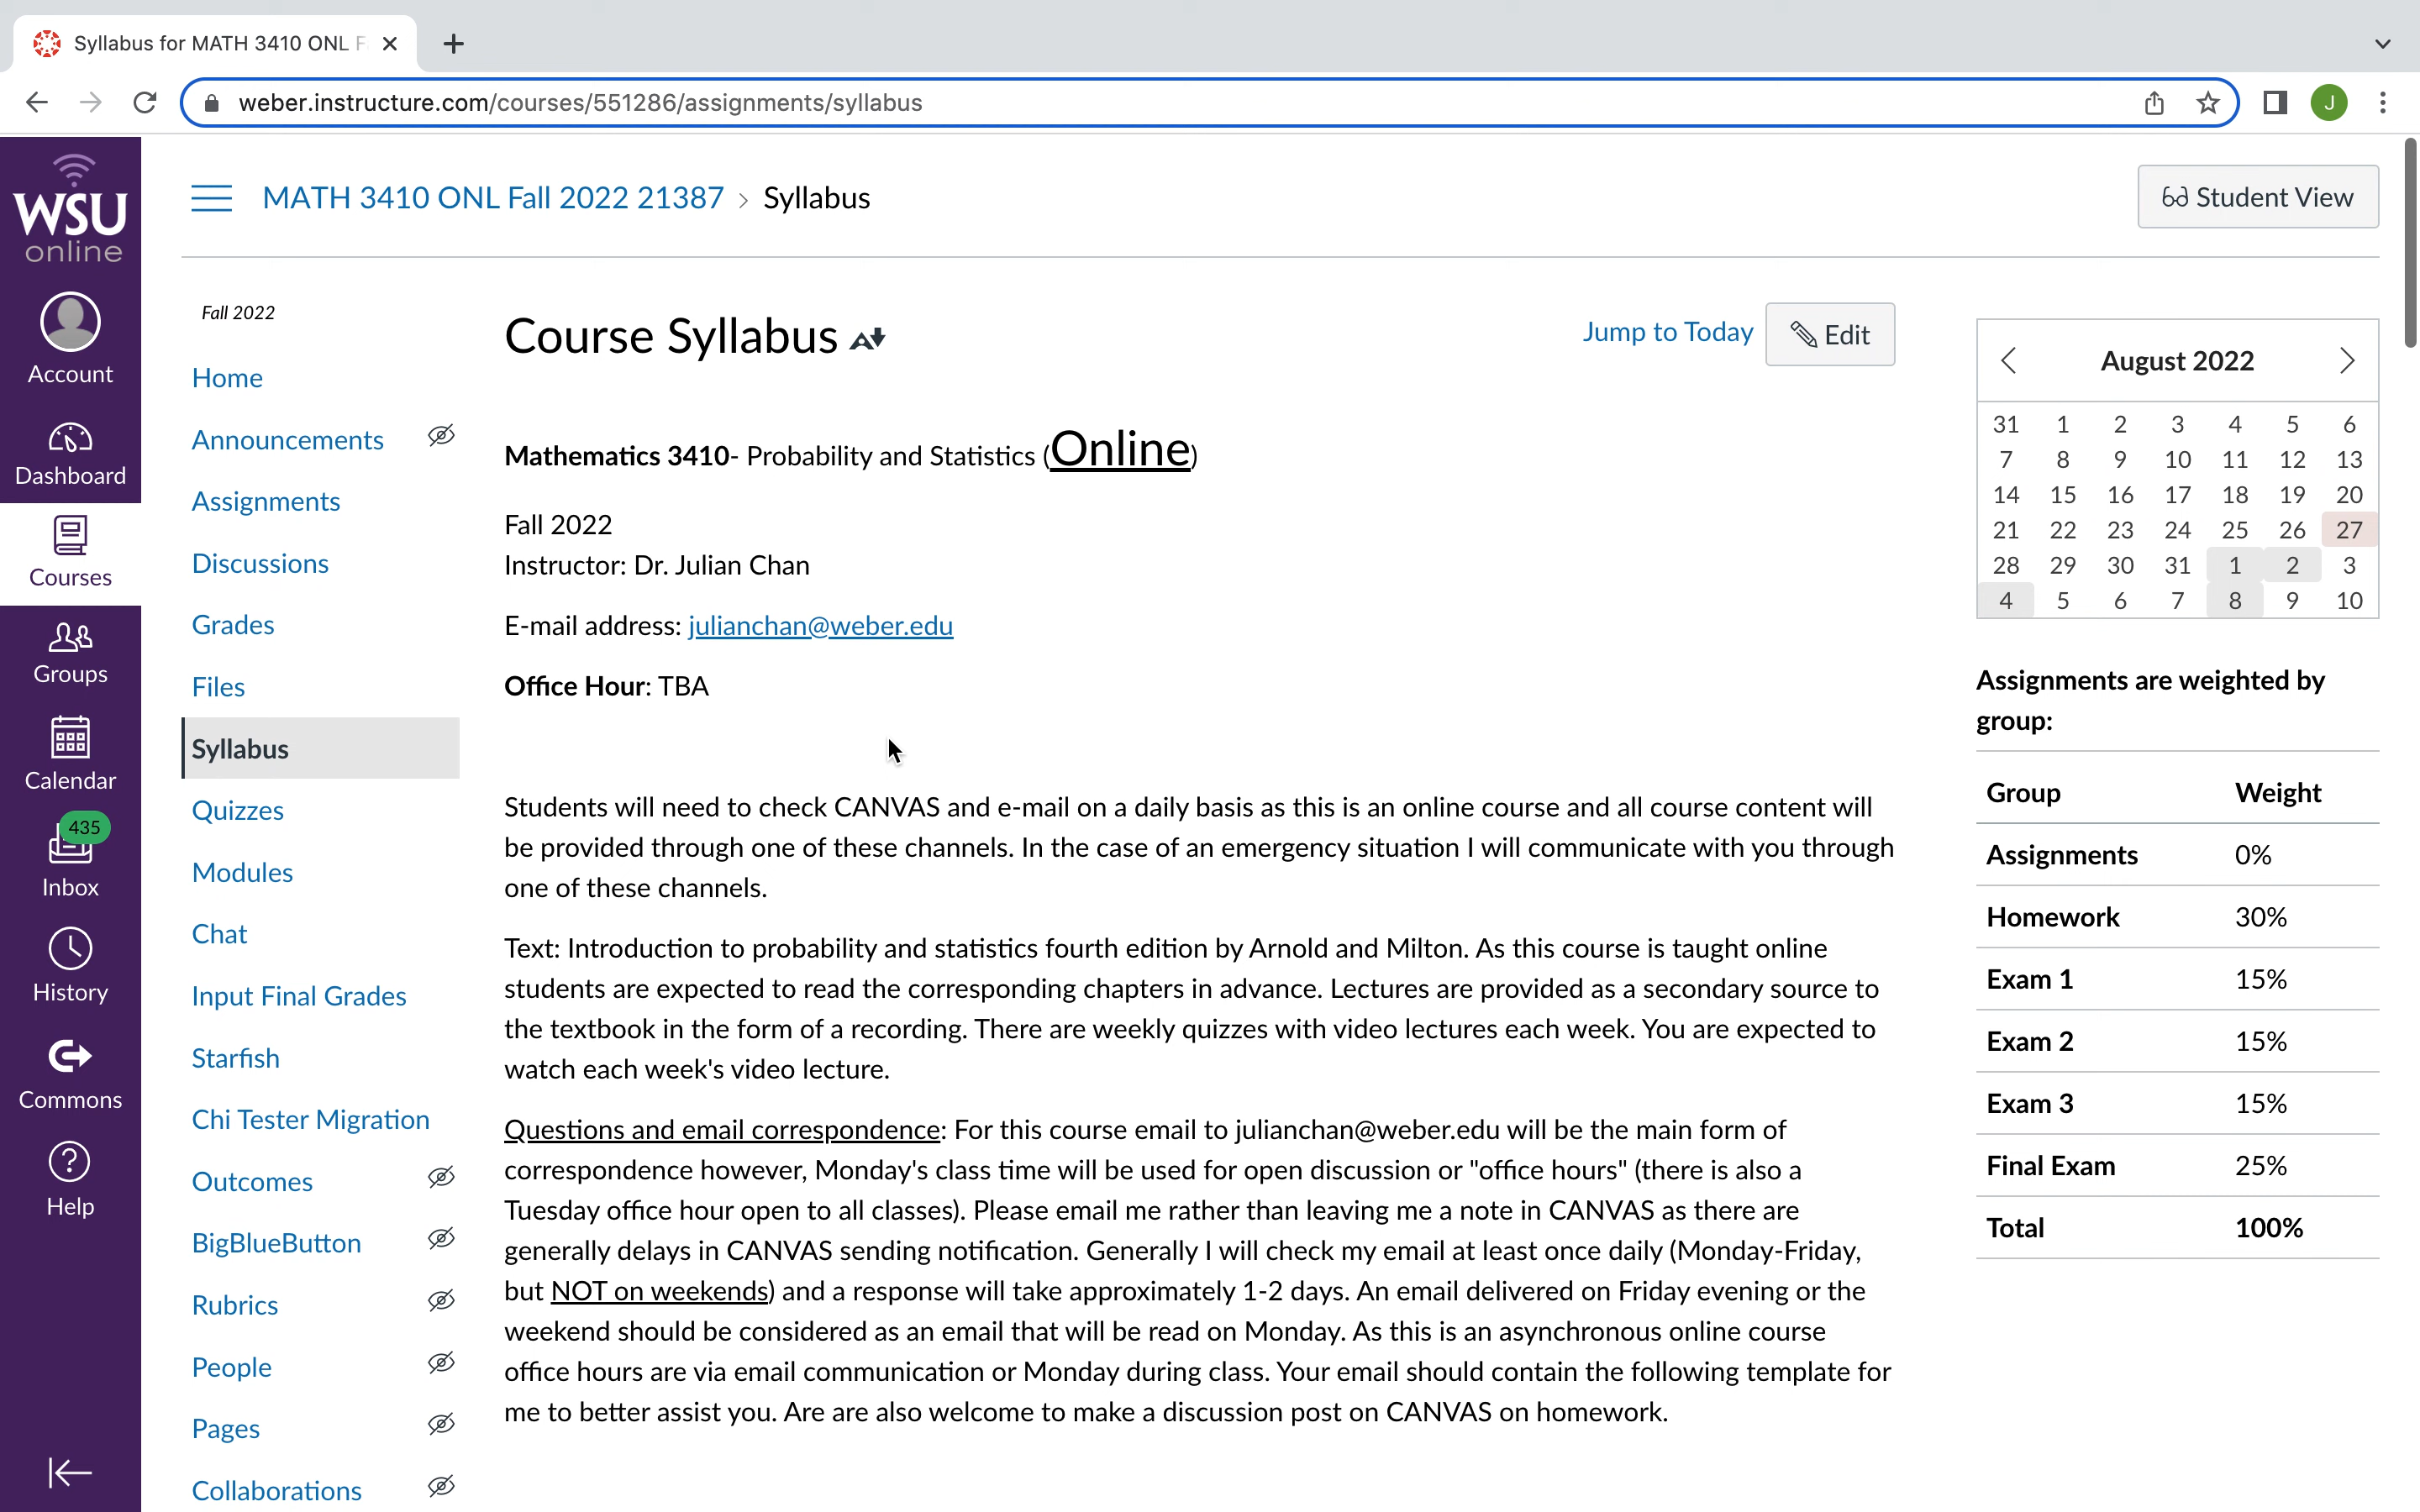 Syllabus for MATH 3410 ONL F
weber.instructure.com/courses/551286/assignments/syllabus
J
WSU
online
Account
Dashboard
Courses
Groups
Calendar
435
Inbox
History
Commons
Help
MATH 3410 ONL Fall 2022 21387 > Syllabus
Student View
Fall 2022
Home
Announcements
Assignments
Discussions
Grades
Files
Syllabus
Quizzes
Modules
Chat
Input Final Grades
Starfish
Chi Tester Migration
Outcomes
BigBlueButton
Rubrics
People
Pages
Collaborations
Course Syllabus
Jump to Today
Edit
Mathematics 3410- Probability and Statistics (Online)
Fall 2022
Instructor: Dr. Julian Chan
E-mail address: julianchan@weber.edu
Office Hour: TBA
Students will need to check CANVAS and e-mail on a daily basis as this is an online course and all course content will
be provided through one of these channels. In the case of an emergency situation I will communicate with you through
one of these channels.
Text: Introduction to probability and statistics fourth edition by Arnold and Milton. As this course is taught online
students are expected to read the corresponding chapters in advance. Lectures are provided as a secondary source to
the textbook in the form of a recording. There are weekly quizzes with video lectures each week. You are expected to
watch each week's video lecture.
Questions and email correspondence: For this course email to julianchan@weber.edu will be the main form of
correspondence however, Monday's class time will be used for open discussion or "office hours" (there is also a
Tuesday office hour open to all classes). Please email me rather than leaving me a note in CANVAS as there are
generally delays in CANVAS sending notification. Generally I will check my email at least once daily (Monday-Friday,
but NOT on weekends) and a response will take approximately 1-2 days. An email delivered on Friday evening or the
weekend should be considered as an email that will be read on Monday. As this is an asynchronous online course
office hours are via email communication or Monday during class. Your email should contain the following template for
me to better assist you. Are are also welcome to make a discussion post on CANVAS on homework.
August 2022
31 1 2 3 4 5 6
7 8 9 10 11 12 13
14 15 16 17 18 19 20
21 22 23 24 25 26 27
28 29 30 31 1 2 3
4 5 6 7 8 9 10
Assignments are weighted by
group:
Group Weight
Assignments 0%
Homework 30%
Exam 1 15%
Exam 2 15%
Exam 3 15%
Final Exam 25%
Total 100%